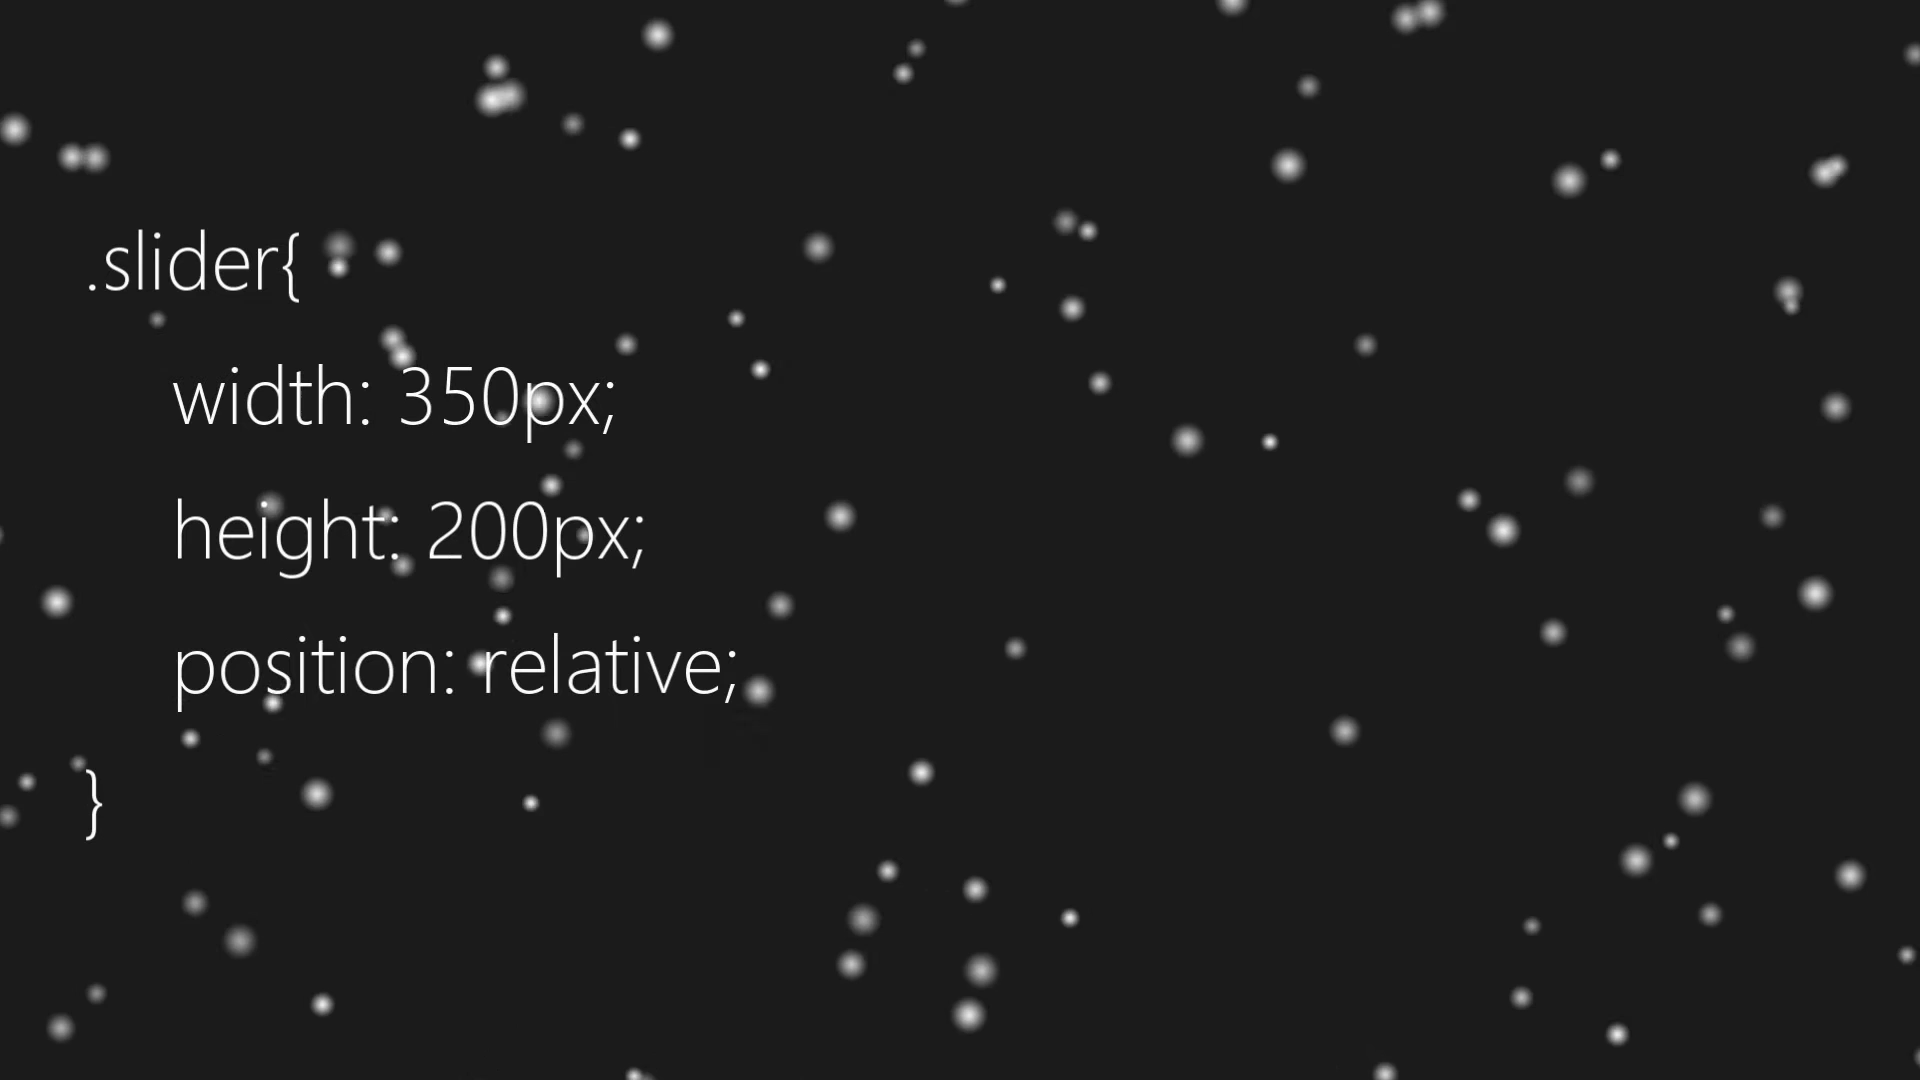 .slider{
width: 350px;
height: 200px;
position: relative;
}